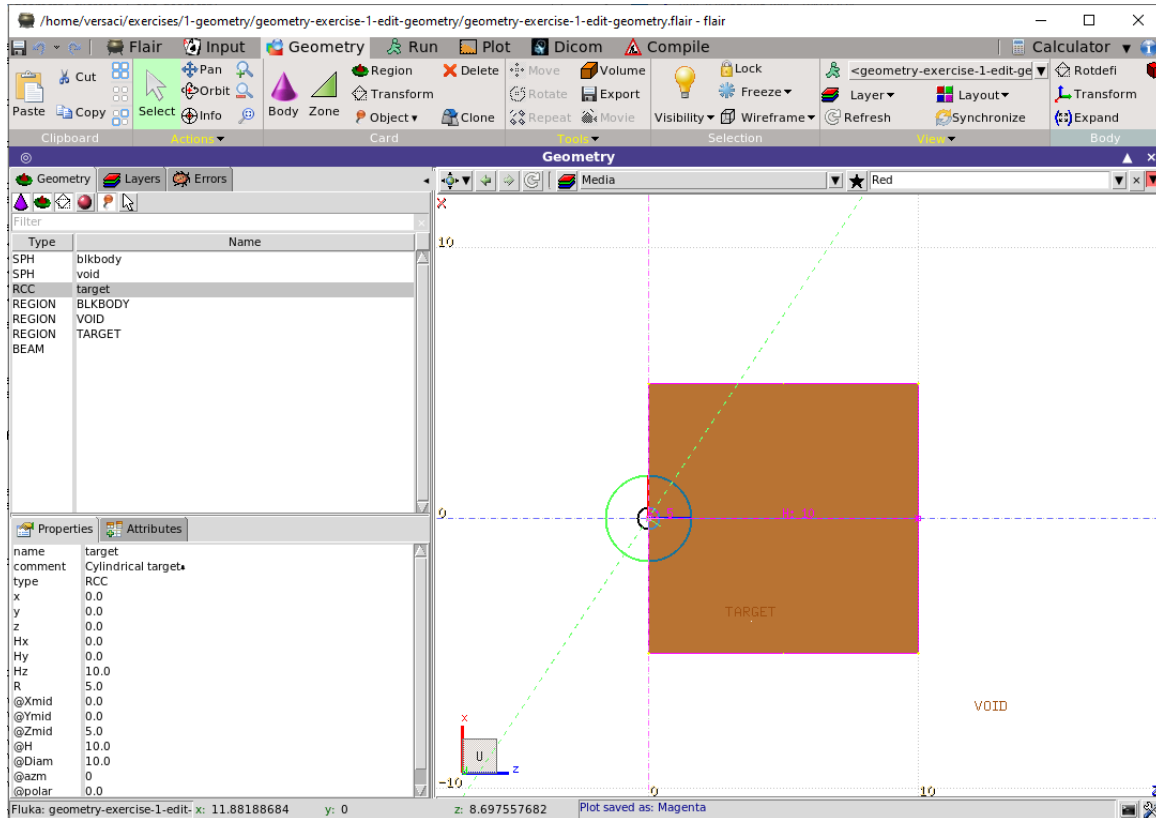 /home/versaci/exercises/1-geometry/geometry-exercise-1-edit-geometry/geometry-exercise-1-edit-geometry.flair - flair
Flair Input Geometry Run Plot Dicom Compile Calculator
Cut Pan Region Delete Move Volume Lock <geometry-exercise-1-edit-ge Rotdefi
Orbit Transform Rotate Export Freeze Layer Layout Transform
Paste Copy Select Info Body Zone Object Clone Repeat Movie Visibility Wireframe Refresh Synchronize Expand
Clipboard Actions Card Tools Selection View Body
Geometry
Geometry Layers Errors Media Red
Filter
Type Name
SPH blkbody
SPH void
RCC target
REGION BLKBODY
REGION VOID
REGION TARGET
BEAM
Properties Attributes
name target
comment Cylindrical target
type RCC
x 0.0
y 0.0
z 0.0
Hx 0.0
Hy 0.0
Hz 10.0
R 5.0
@Xmid 0.0
@Ymid 0.0
@Zmid 5.0
@H 10.0
@Diam 10.0
@azm 0
@polar 0.0
X
10
0
5 H: 10
TARGET
VOID
x
U
z
-10
0 10
Fluka: geometry-exercise-1-edit- x: 11.88188684 y: 0 z: 8.697557682 Plot saved as: Magenta